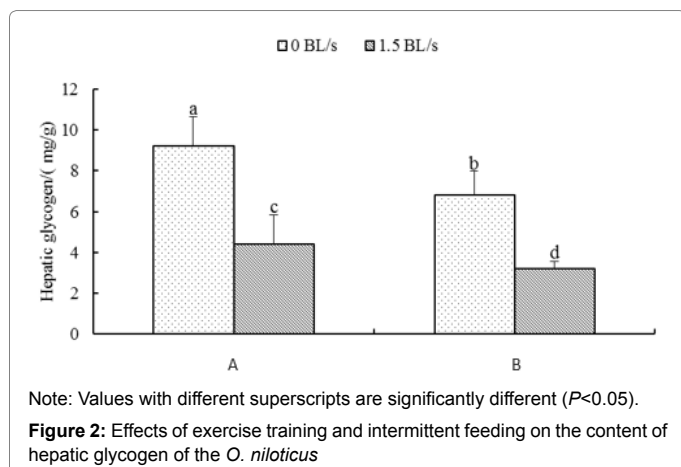 0 BL/s 1.5 BL/s
12
10
8
6
4
2
0
Hepatic glycogen/( mg/g)
a
c
b
d
A B
Note: Values with different superscripts are significantly different (P<0.05).
Figure 2: Effects of exercise training and intermittent feeding on the content of
hepatic glycogen of the O. niloticus